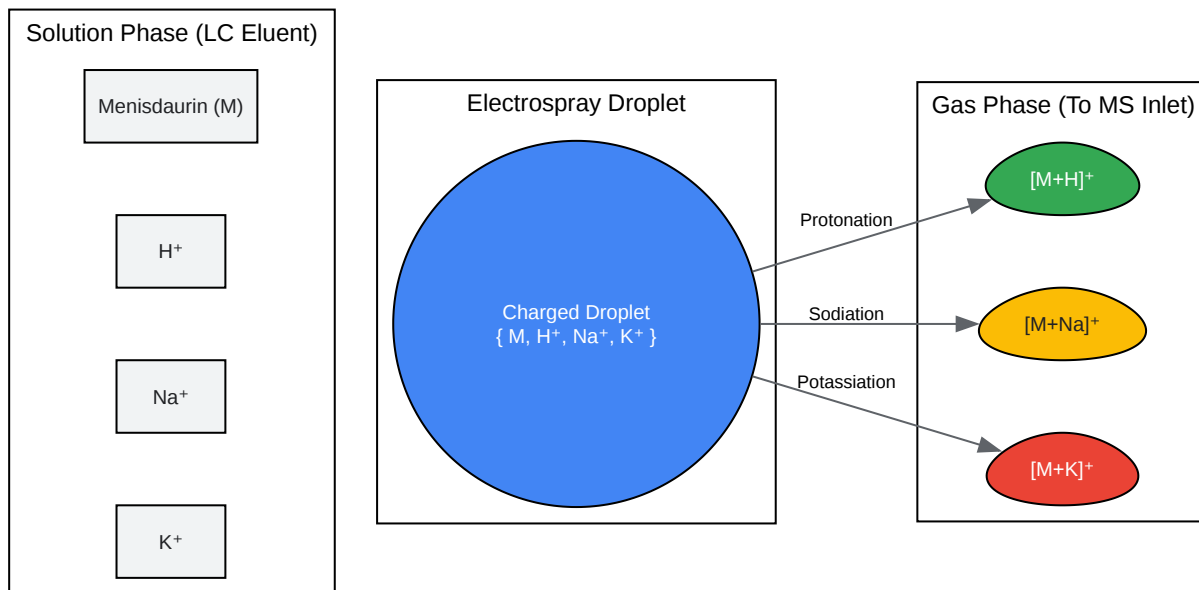 Solution Phase (LC Eluent)
Menisdaurin (M)
H⁺
Na⁺
K⁺
Electrospray Droplet
Charged Droplet
{ M, H⁺, Na⁺, K⁺ }
Protonation
Sodiation
Potassiation
Gas Phase (To MS Inlet)
[M+H]⁺
[M+Na]⁺
[M+K]⁺